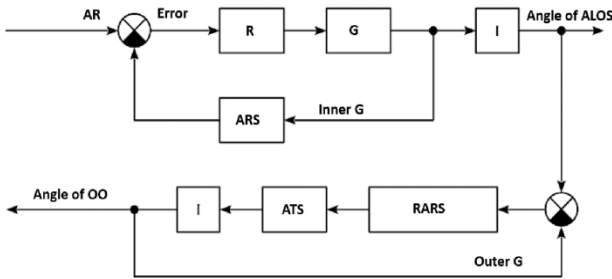 AR
Error
R
G
I
Angle of ALOS
ARS
Inner G
Angle of OO
I
ATS
RARS
Outer G